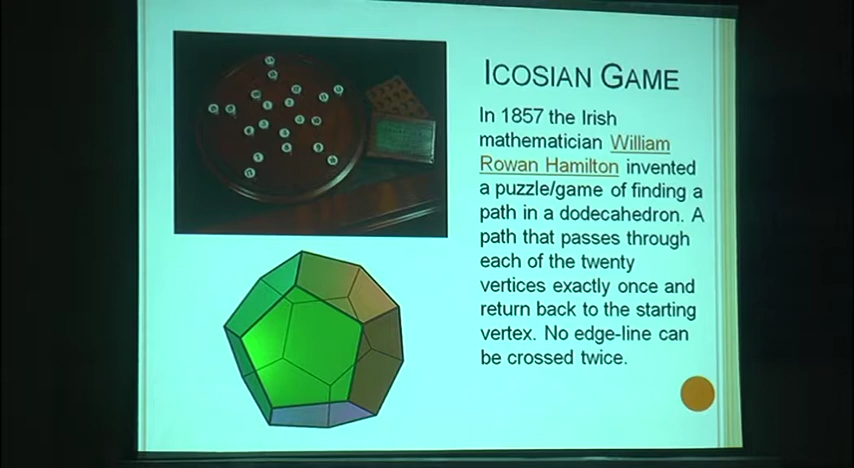 ICOSIAN GAME
In 1857 the Irish
mathematician William
Rowan Hamilton invented
a puzzle/game of finding a
path in a dodecahedron. A
path that passes through
each of the twenty
vertices exactly once and
return back to the starting
vertex. No edge-line can
be crossed twice.